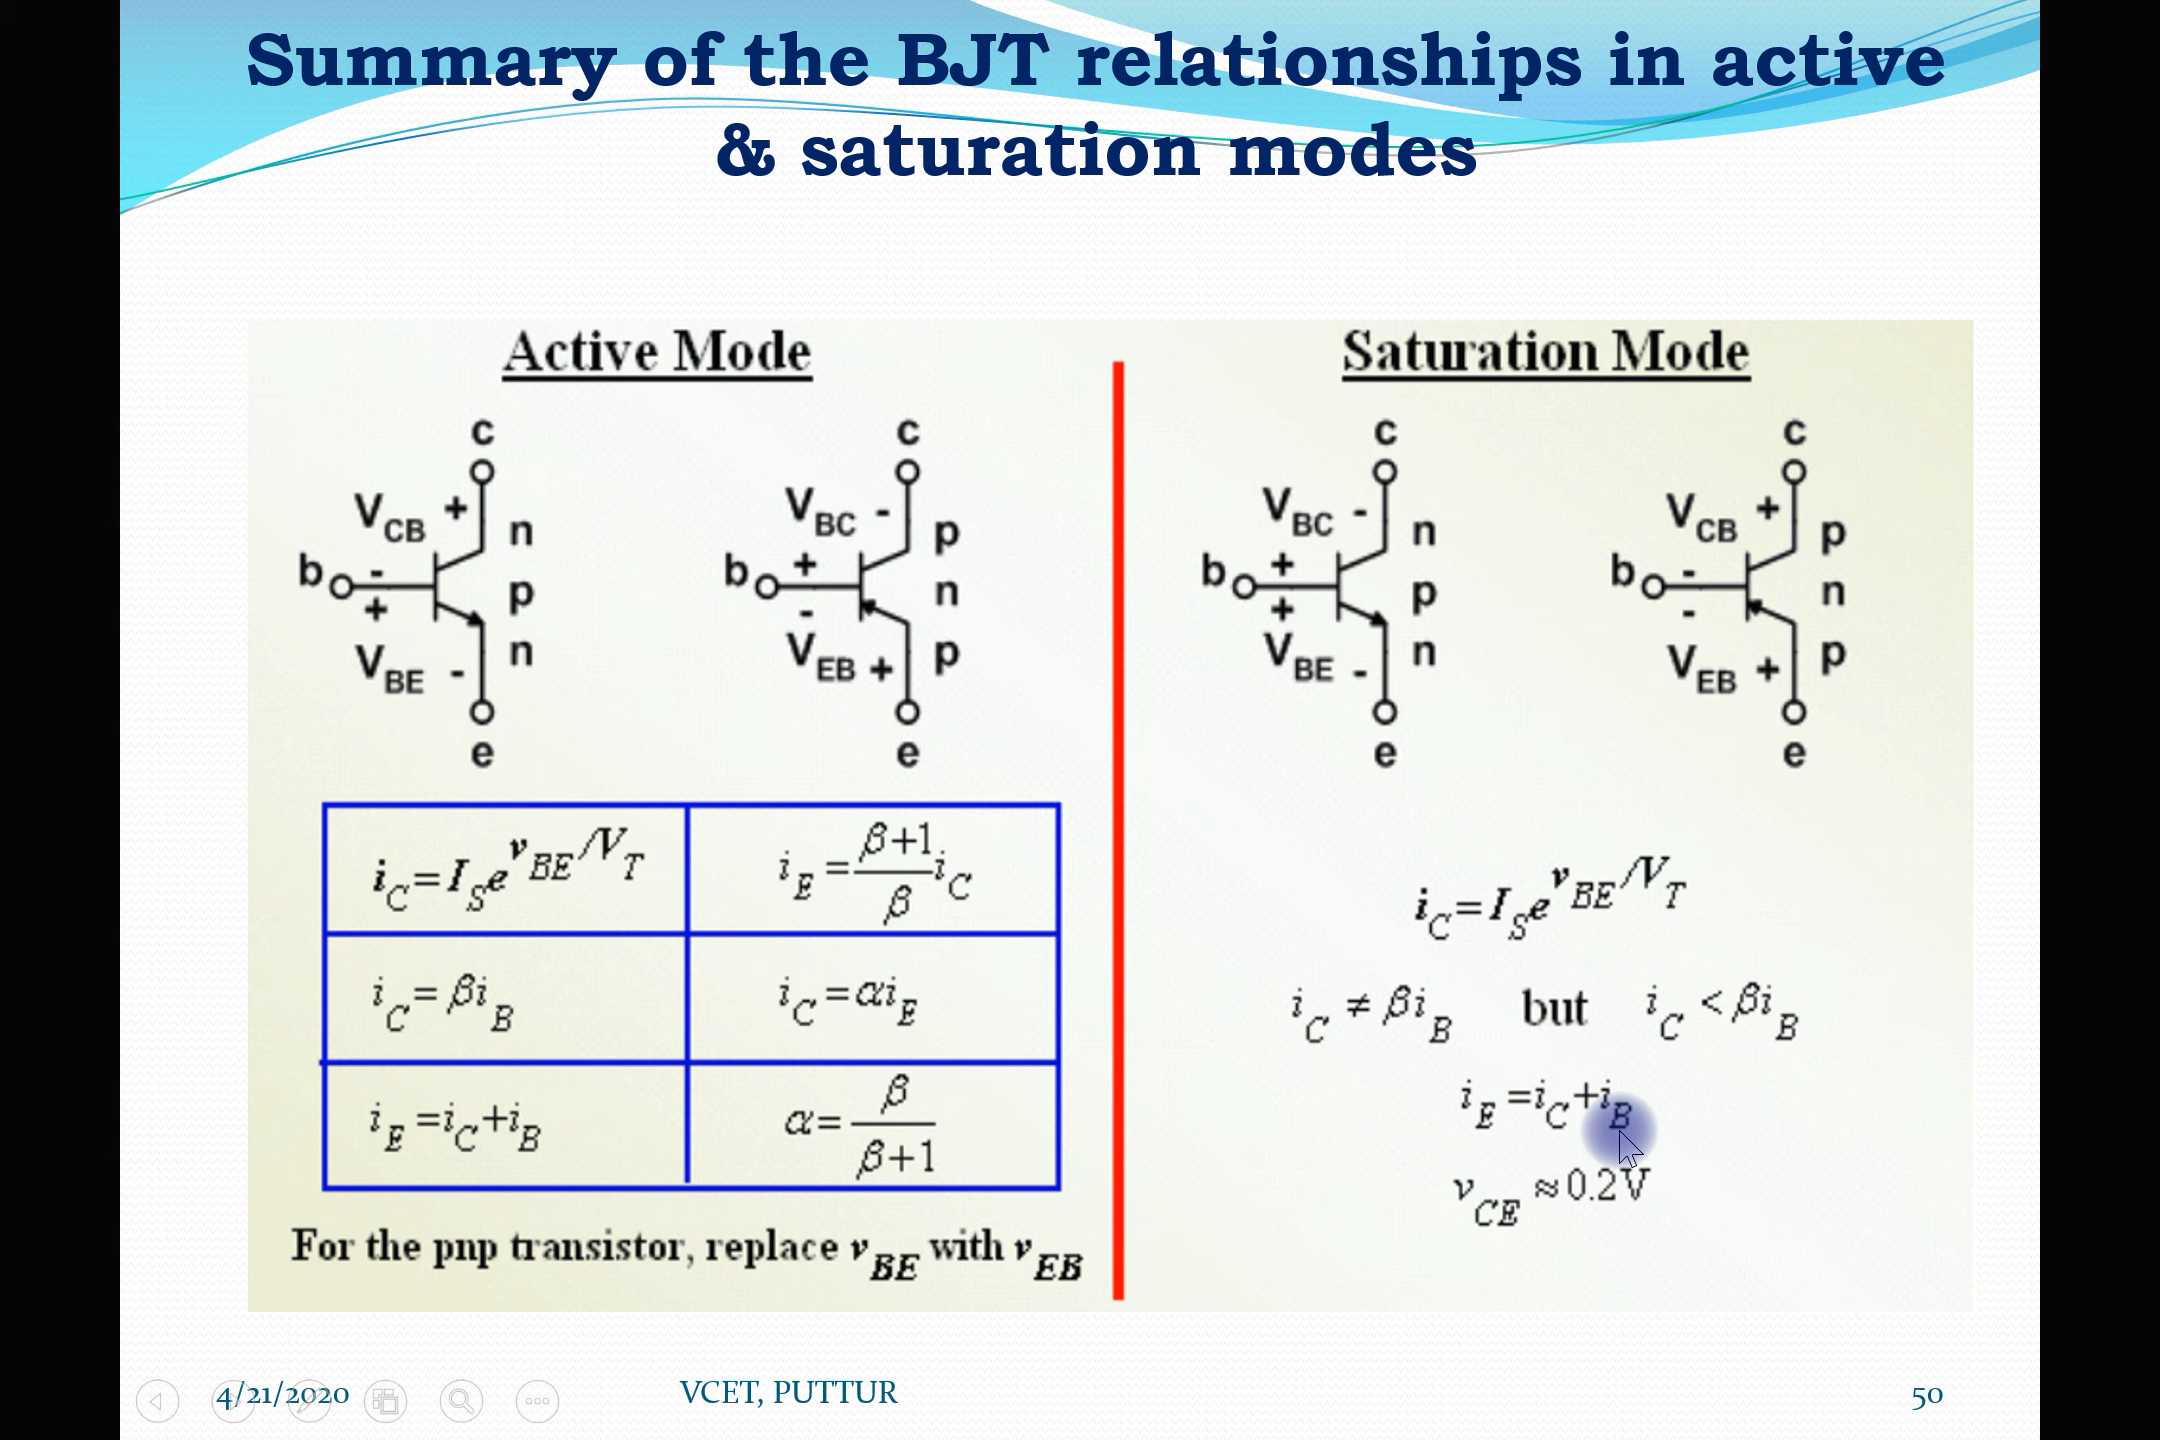 Summary of the BJT relationships in active
& saturation modes
Active Mode
c
V_CB +
n
b
-
p
+
V_BE -
n
e
c
V_BC -
p
b
+
n
-
V_EB +
p
e
i_C = I_S e^(v_BE/V_T)
i_E = (β+1)/β i_C
i_C = βi_B
i_C = αi_E
i_E = i_C + i_B
α = β/(β+1)
For the pnp transistor, replace v_BE with v_EB
Saturation Mode
c
V_BC -
n
b
+
p
+
V_BE -
n
e
c
V_CB +
p
b
-
n
-
V_EB +
p
e
i_C = I_S e^(v_BE/V_T)
i_C ≠ βi_B but i_C < βi_B
i_E = i_C + i_B
v_CE ≈ 0.2V
4/21/2020
VCET, PUTTUR
50